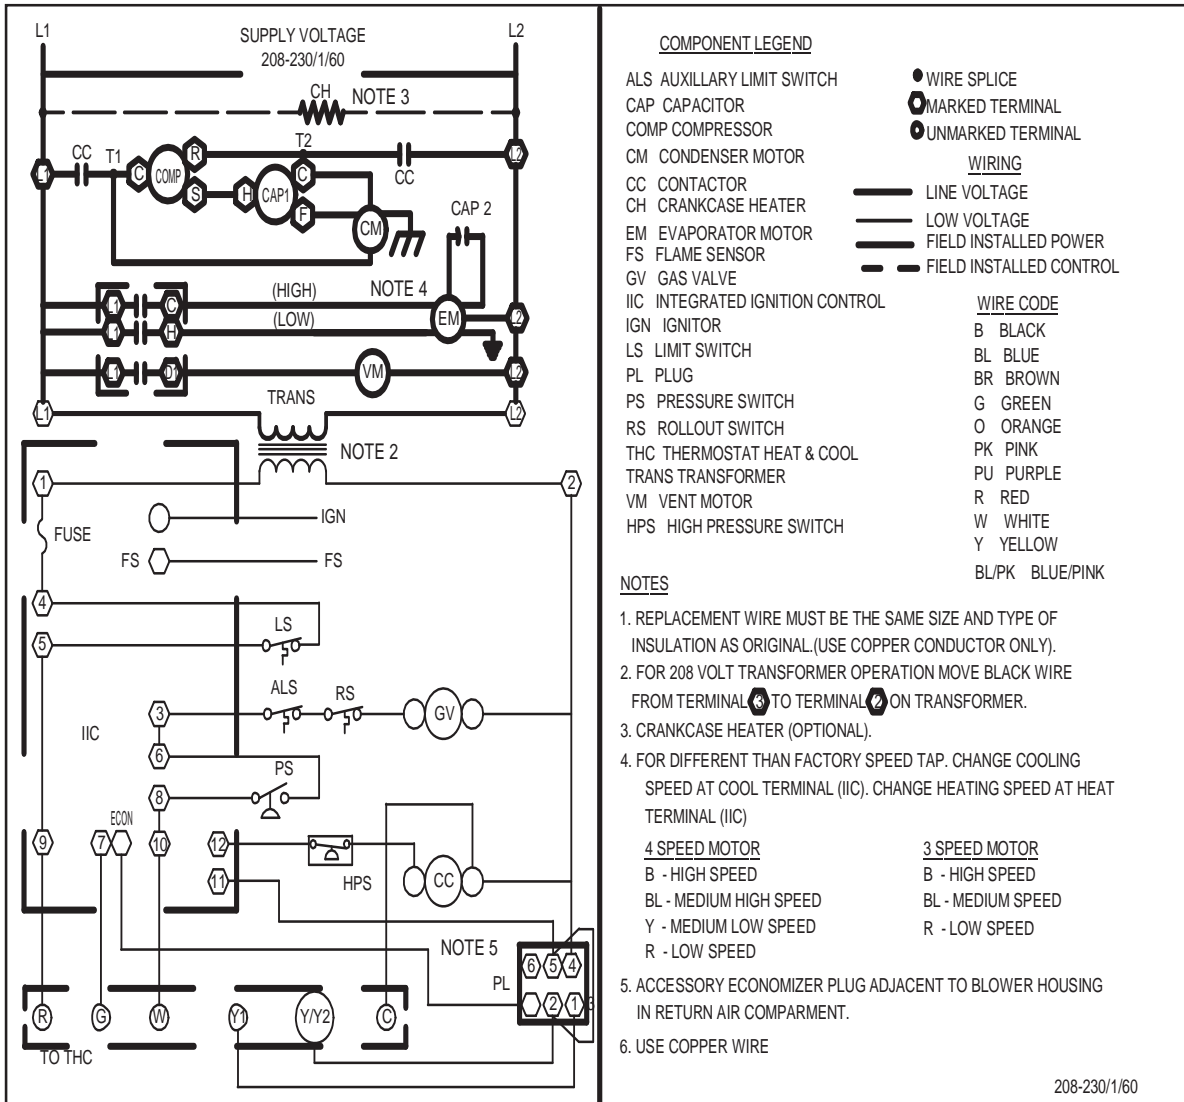 L1
SUPPLY VOLTAGE
208-230/1/60
L2
CH
NOTE 3
CC
T1
R
T2
L1
C
COMP
C
CC
L2
S
H
CAP1
F
CM
CAP 2
(HIGH)
NOTE 4
L1
C
(LOW)
EM
L2
L1
H
L1
D1
VM
L2
TRANS
L1
L2
NOTE 2
1
2
FUSE
IGN
FS
FS
4
5
LS
ALS
RS
3
GV
IIC
6
PS
8
ECON
9
7
10
12
HPS
CC
11
NOTE 5
PL
6
5
4
2
1
3
R
G
W
Y1
Y/Y2
C
TO THC
COMPONENT LEGEND
ALS AUXILLARY LIMIT SWITCH
CAP CAPACITOR
COMP COMPRESSOR
CM CONDENSER MOTOR
CC CONTACTOR
CH CRANKCASE HEATER
EM EVAPORATOR MOTOR
FS FLAME SENSOR
GV GAS VALVE
IIC INTEGRATED IGNITION CONTROL
IGN IGNITOR
LS LIMIT SWITCH
PL PLUG
PS PRESSURE SWITCH
RS ROLLOUT SWITCH
THC THERMOSTAT HEAT & COOL
TRANS TRANSFORMER
VM VENT MOTOR
HPS HIGH PRESSURE SWITCH
WIRE SPLICE
MARKED TERMINAL
UNMARKED TERMINAL
WIRING
LINE VOLTAGE
LOW VOLTAGE
FIELD INSTALLED POWER
FIELD INSTALLED CONTROL
WIRE CODE
B BLACK
BL BLUE
BR BROWN
G GREEN
O ORANGE
PK PINK
PU PURPLE
R RED
W WHITE
Y YELLOW
BL/PK BLUE/PINK
NOTES
1. REPLACEMENT WIRE MUST BE THE SAME SIZE AND TYPE OF
INSULATION AS ORIGINAL.(USE COPPER CONDUCTOR ONLY).
2. FOR 208 VOLT TRANSFORMER OPERATION MOVE BLACK WIRE
FROM TERMINAL 3 TO TERMINAL 2 ON TRANSFORMER.
3. CRANKCASE HEATER (OPTIONAL).
4. FOR DIFFERENT THAN FACTORY SPEED TAP. CHANGE COOLING
SPEED AT COOL TERMINAL (IIC). CHANGE HEATING SPEED AT HEAT
TERMINAL (IIC)
4 SPEED MOTOR
B - HIGH SPEED
BL - MEDIUM HIGH SPEED
Y - MEDIUM LOW SPEED
R - LOW SPEED
3 SPEED MOTOR
B - HIGH SPEED
BL - MEDIUM SPEED
R - LOW SPEED
5. ACCESSORY ECONOMIZER PLUG ADJACENT TO BLOWER HOUSING
IN RETURN AIR COMPARMENT.
6. USE COPPER WIRE
208-230/1/60